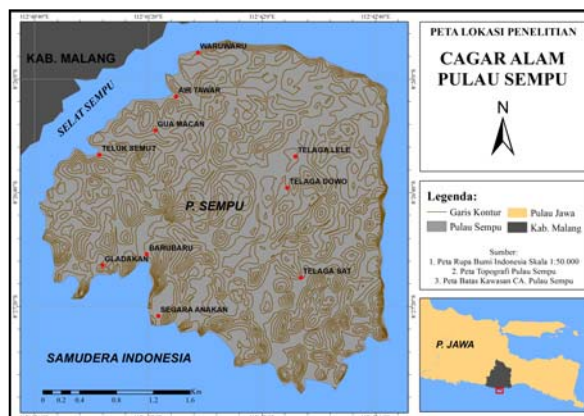 PETA LOKASI PENELITIAN
CAGAR ALAM
PULAU SEMPU
N
Legenda:
Garis Kontur
Pulau Jawa
Pulau Sempu
Kab. Malang
Sumber:
1. Peta Rupa Bumi Indonesia Skala 1:50.000
2. Peta Topografi Pulau Sempu
3. Peta Batas Kawasan CA. Pulau Sempu
P. JAWA
KAB. MALANG
SELAT SEMPU
WARUWARU
AIR TAWAR
GUA MACAN
TELUK SEMUT
TELAGA LELE
TELAGA DOWO
P. SEMPU
BARUBARU
GLADAKAN
TELAGA SAT
SEGARA ANAKAN
SAMUDERA INDONESIA
0 0.2 0.4 0.8 1.2 1.6
Km